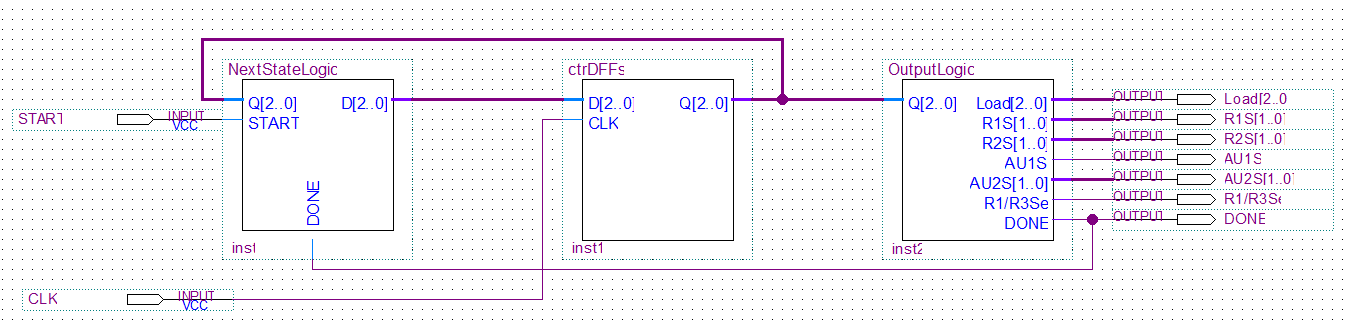 NextStateLogic
Q[2..0]
D[2..0]
START
DONE
inst
ctrDFFs
D[2..0]
Q[2..0]
CLK
inst1
OutputLogic
Q[2..0]
Load[2..0]
R1S[1..0]
R2S[1..0]
AU1S
AU2S[1..0]
R1/R3Se
DONE
inst2
START
INPUT
VCC
CLK
INPUT
VCC
OUTPUT
Load[2..0
OUTPUT
R1S[1..0]
OUTPUT
R2S[1..0]
OUTPUT
AU1S
OUTPUT
AU2S[1..0]
OUTPUT
R1/R3Se
OUTPUT
DONE